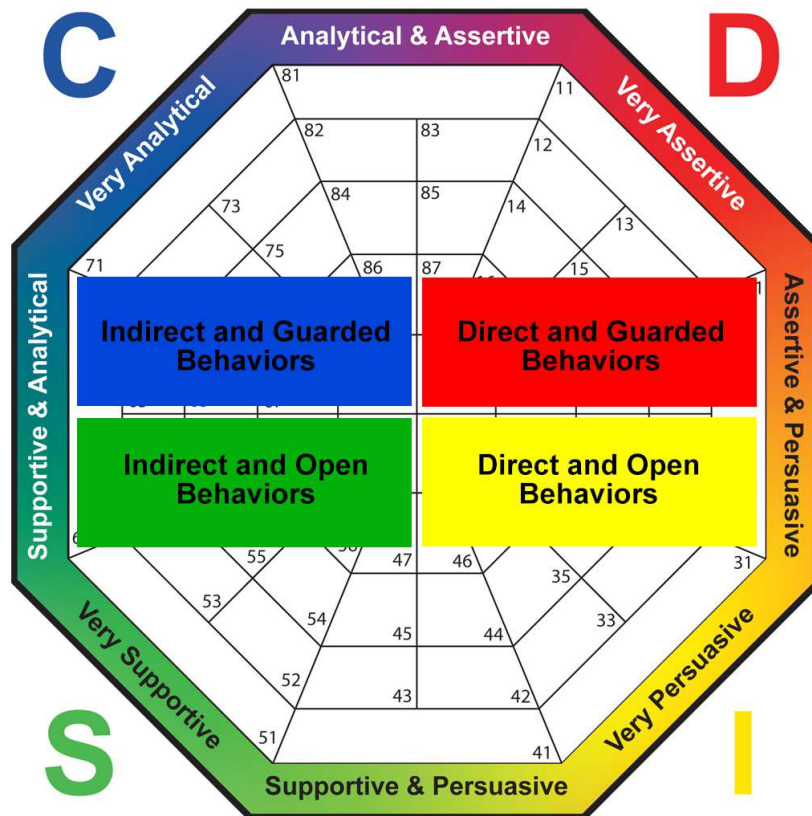 C
D
Analytical & Assertive
Very Analytical
Very Assertive
81
11
82
83
12
73
84
85
14
13
75
15
71
86
87
Supportive & Analytical
Assertive & Persuasive
Indirect and Guarded
Behaviors
Direct and Guarded
Behaviors
Indirect and Open
Behaviors
Direct and Open
Behaviors
55
47
46
35
31
53
54
45
44
33
52
43
42
51
41
Very Supportive
Very Persuasive
S
Supportive & Persuasive
I